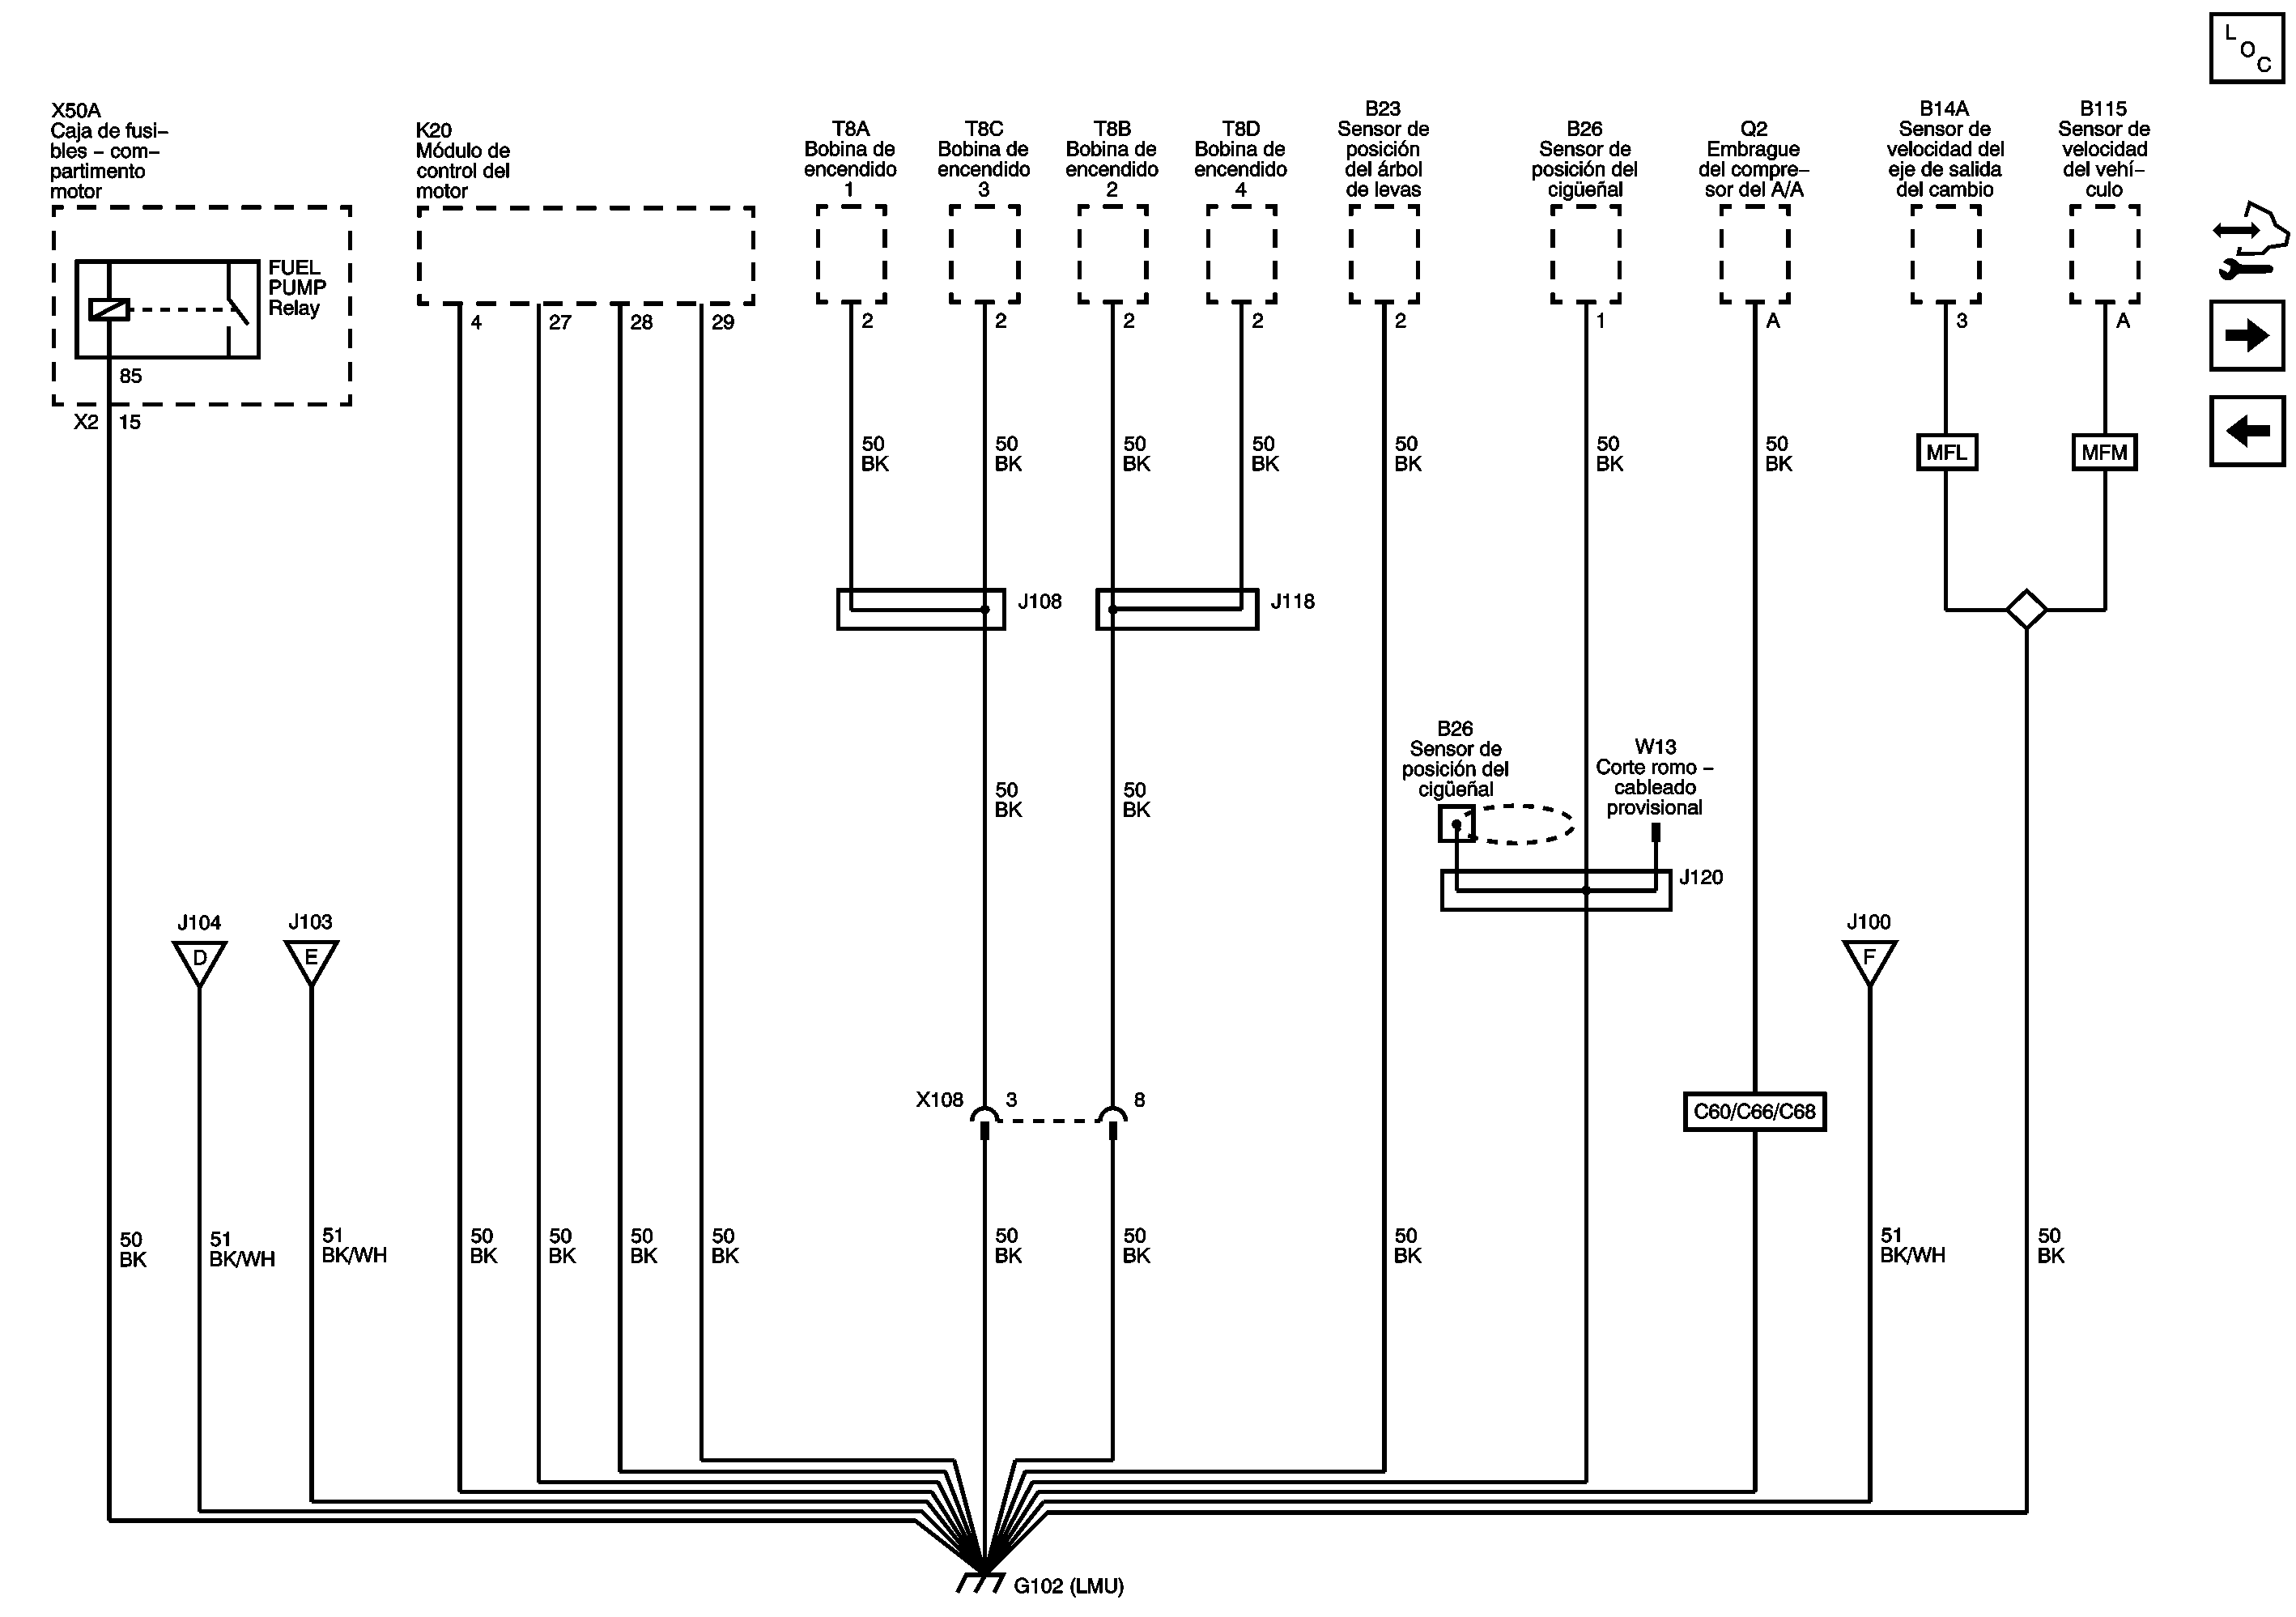 L
O
C
X50A
Caja de fusi–
bles – com–
partimento
motor
FUEL
PUMP
Relay
85
X2
15
K20
Módulo de
control del
motor
4
27
28
29
T8A
Bobina de
encendido
1
2
T8C
Bobina de
encendido
3
2
T8B
Bobina de
encendido
2
2
T8D
Bobina de
encendido
4
2
B23
Sensor de
posición
del árbol
de levas
2
B26
Sensor de
posición del
cigüeñal
1
Q2
Embrague
del compre–
sor del A/A
A
B14A
Sensor de
velocidad del
eje de salida
del cambio
3
B115
Sensor de
velocidad
del vehí–
culo
A
50
BK
50
BK
50
BK
50
BK
50
BK
50
BK
50
BK
MFL
MFM
J108
J118
B26
Sensor de
posición del
cigüeñal
W13
Corte romo –
cableado
provisional
50
BK
50
BK
J120
J104
D
J103
E
J100
F
X108
3
8
C60/C66/C68
50
BK
51
BK/WH
51
BK/WH
50
BK
50
BK
50
BK
50
BK
50
BK
50
BK
50
BK
51
BK/WH
50
BK
G102 (LMU)